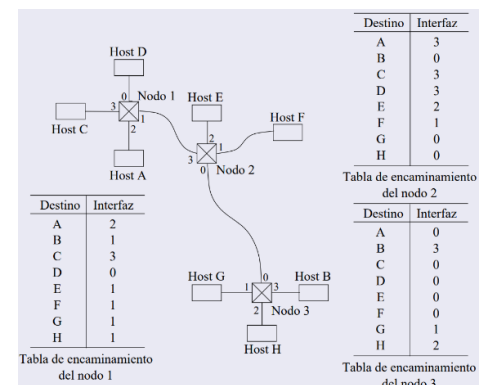 Host D
0 Nodo 1
3
1
2
Host C
Host A
Host E
Host F
2
1
3
0
Nodo 2
Host G
Host B
0
1
3
2
Nodo 3
Host H
Destino Interfaz
A 2
B 1
C 3
D 0
E 1
F 1
G 1
H 1
Tabla de encaminamiento
del nodo 1
Destino Interfaz
A 3
B 0
C 3
D 3
E 2
F 1
G 0
H 0
Tabla de encaminamiento
del nodo 2
Destino Interfaz
A 0
B 3
C 0
D 0
E 0
F 0
G 1
H 2
Tabla de encaminamiento
del nodo 3